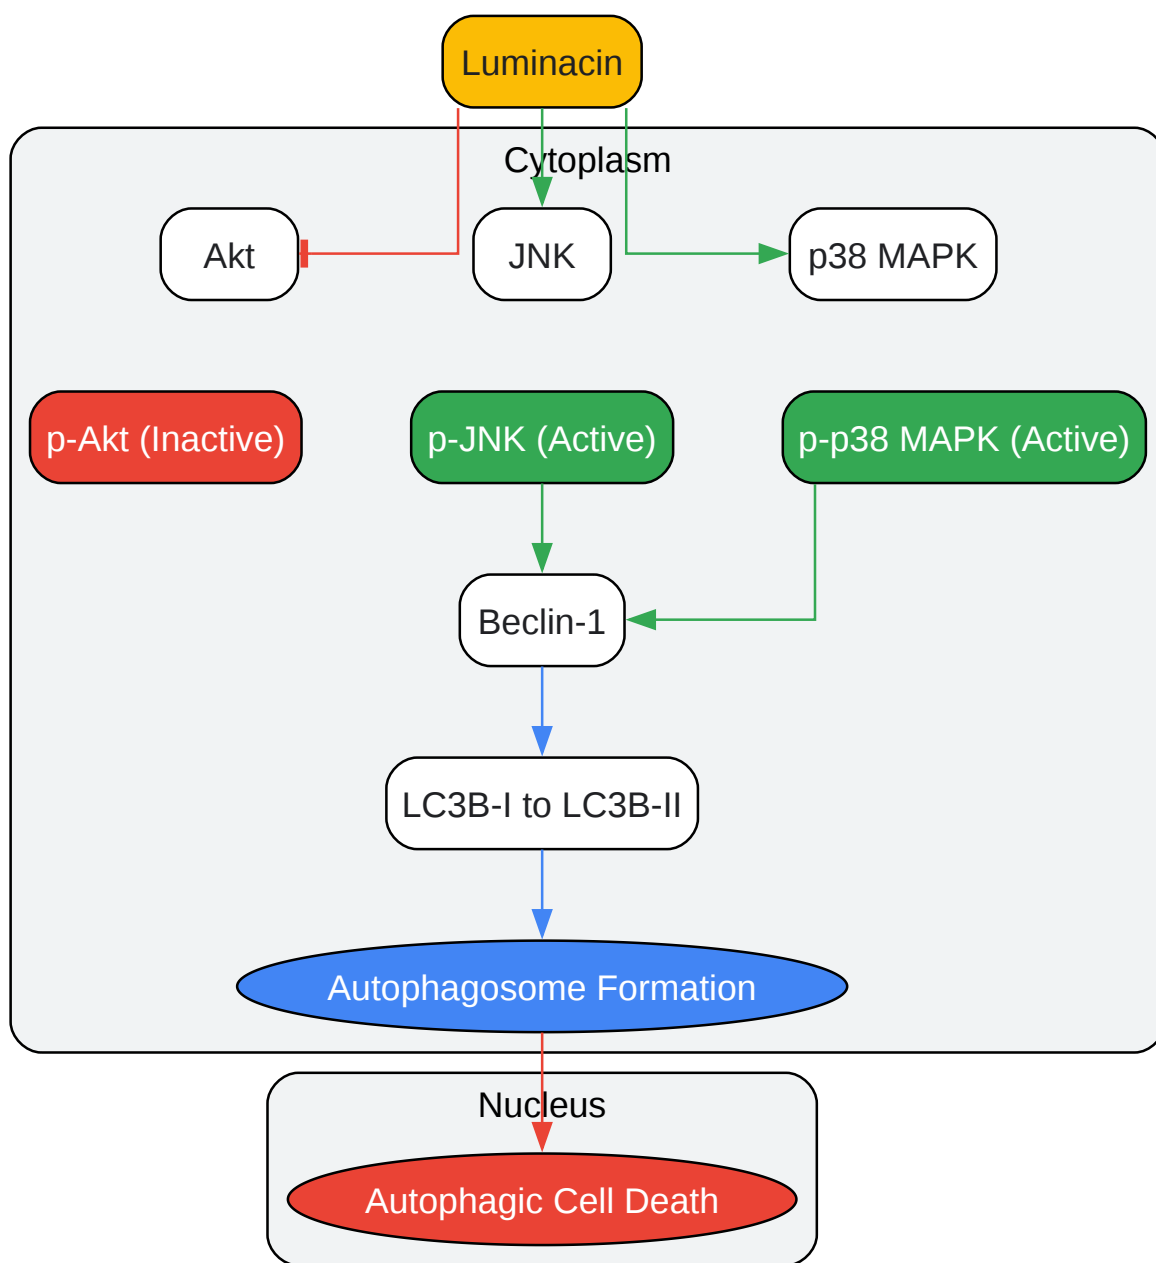 Luminacin
Cytoplasm
Akt
JNK
p38 MAPK
p-Akt (Inactive)
p-JNK (Active)
p-p38 MAPK (Active)
Beclin-1
LC3B-I to LC3B-II
Autophagosome Formation
Nucleus
Autophagic Cell Death